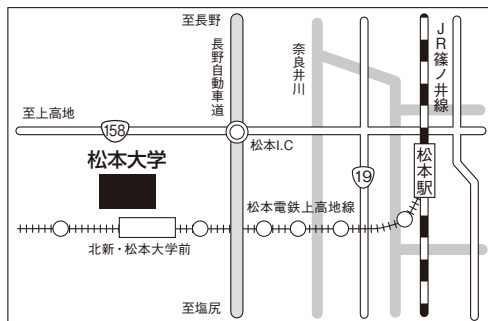 至長野
長野自動車道
奈良井川
JR篠ノ井線
至上高地
158
松本I.C
松本大学
19
松本駅
松本電鉄上高地線
北新・松本大学前
至塩尻